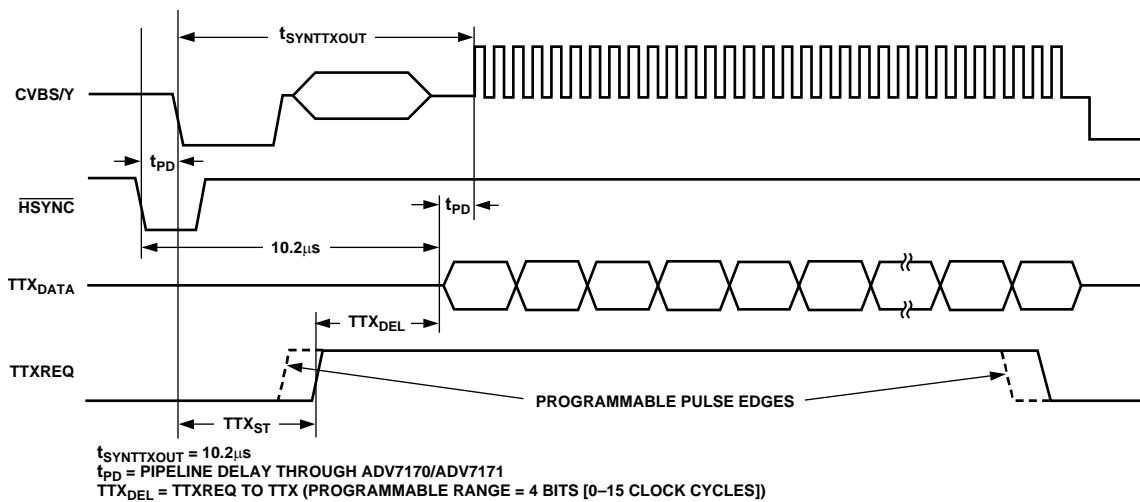 tSYNTTXOUT
CVBS/Y
tPD
HSYNC
tPD
10.2μs
TTXDATA
TTXDEL
TTXREQ
PROGRAMMABLE PULSE EDGES
TTXST
tSYNTTXOUT = 10.2μs
tPD = PIPELINE DELAY THROUGH ADV7170/ADV7171
TTXDEL = TTXREQ TO TTX (PROGRAMMABLE RANGE = 4 BITS [0–15 CLOCK CYCLES])